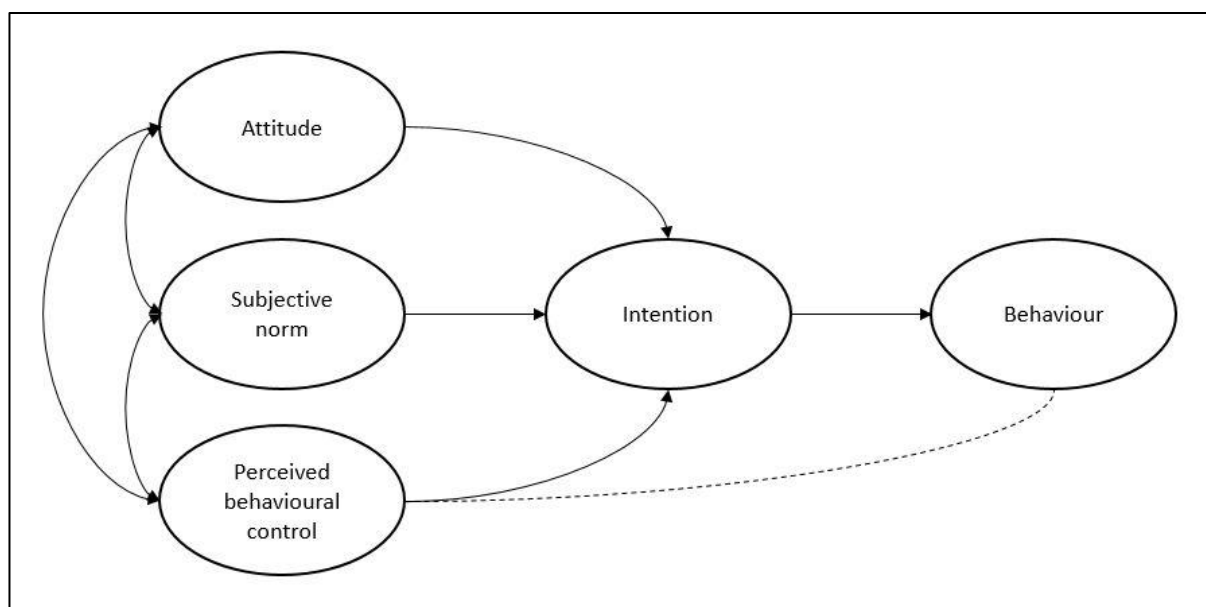 Attitude
Subjective
norm
Intention
Behaviour
Perceived
behavioural
control